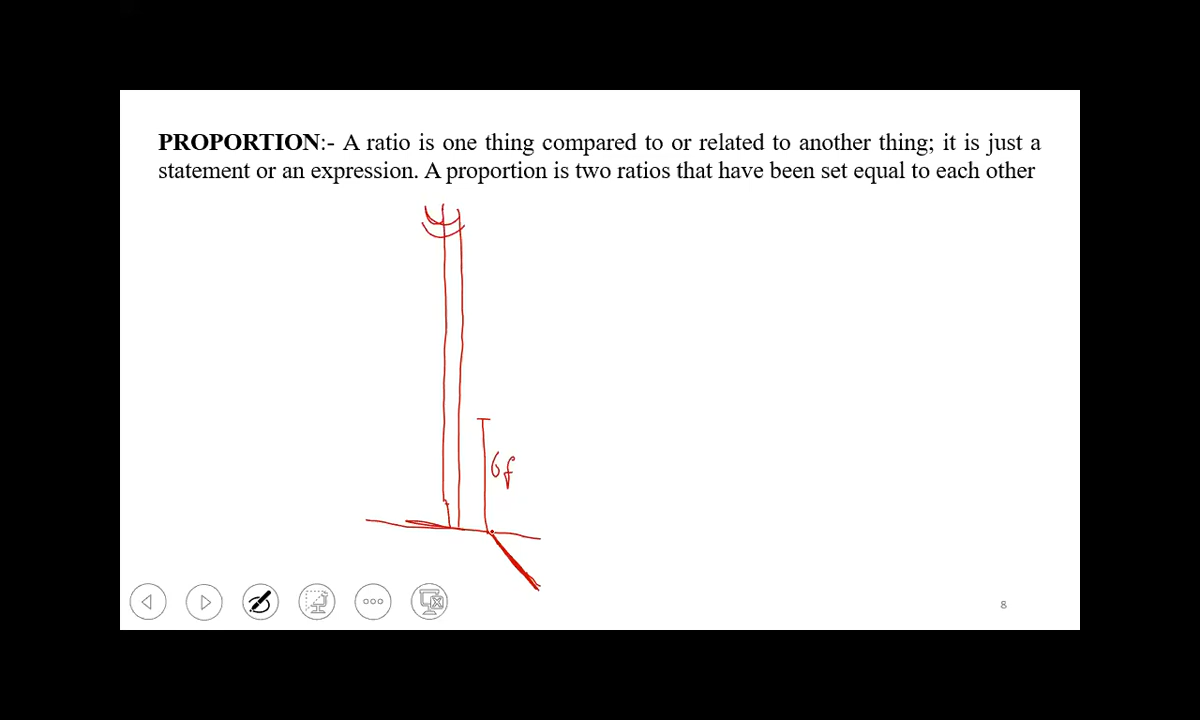 PROPORTION:- A ratio is one thing compared to or related to another thing; it is just a
statement or an expression. A proportion is two ratios that have been set equal to each other
6f
8